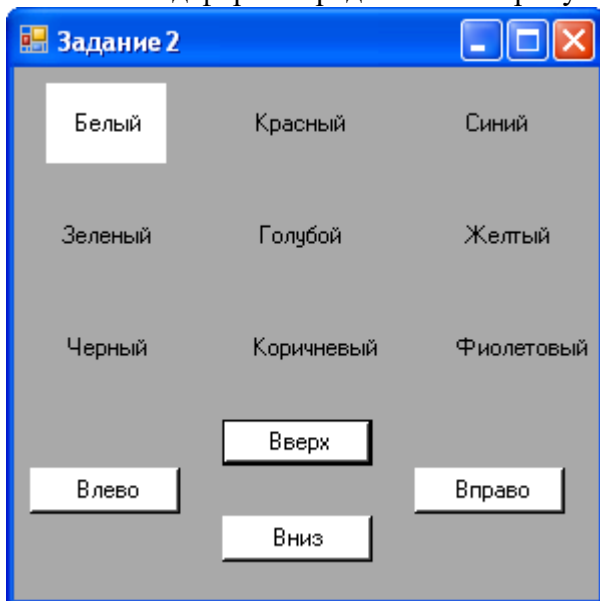 Задание 2
Белый Красный Синий
Зеленый Голубой Желтый
Черный Коричневый Фиолетовый
Вверх
Влево Вправо
Вниз